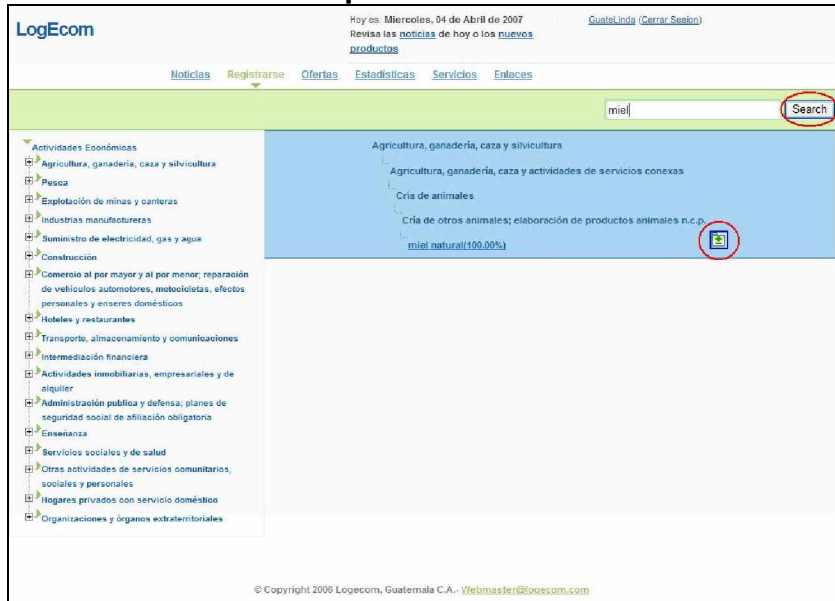 LogEcom
Hoy es: Miercoles, 04 de Abril de 2007
Revisa las noticias de hoy o los nuevos
productos
GuateLinda (Cerrar Sesion)
Noticias Registrarse Ofertas Estadísticas Servicios Enlaces
miel Search
Actividades Económicas
Agricultura, ganadería, caza y silvicultura
Pesca
Explotación de minas y canteras
Industrias manufactureras
Suministro de electricidad, gas y agua
Construcción
Comercio al por mayor y al por menor; reparación
de vehiculos automotores, motocicletas, efectos
personales y enseres domésticos
Hoteles y restaurantes
Transporte, almacenamiento y comunicaciones
Intermediación financiera
Actividades inmobiliarias, empresariales y de
alquiler
Administración publica y defensa; planes de
seguridad social de afiliación obligatoria
Enseñanza
Servicios sociales y de salud
Otras actividades de servicios comunitarios,
sociales y personales
Hogares privados con servicio doméstico
Organizaciones y órganos extraterritoriales
Agricultura, ganadería, caza y silvicultura
Agricultura, ganadería, caza y actividades de servicios conexas
Cria de animales
Cria de otros animales; elaboración de productos animales n.c.p.
miel natural(100.00%)
© Copyright 2006 Logecom, Guatemala C.A.- Webmaster@logecom.com